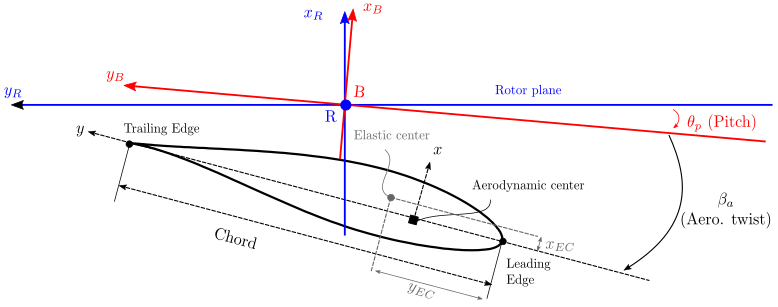 x_R
x_B
y_B
y_R
B
Rotor plane
R
θ_p (Pitch)
Trailing Edge
y
Elastic center
x
Aerodynamic center
β_a
(Aero. twist)
Chord
x_EC
Leading
Edge
y_EC